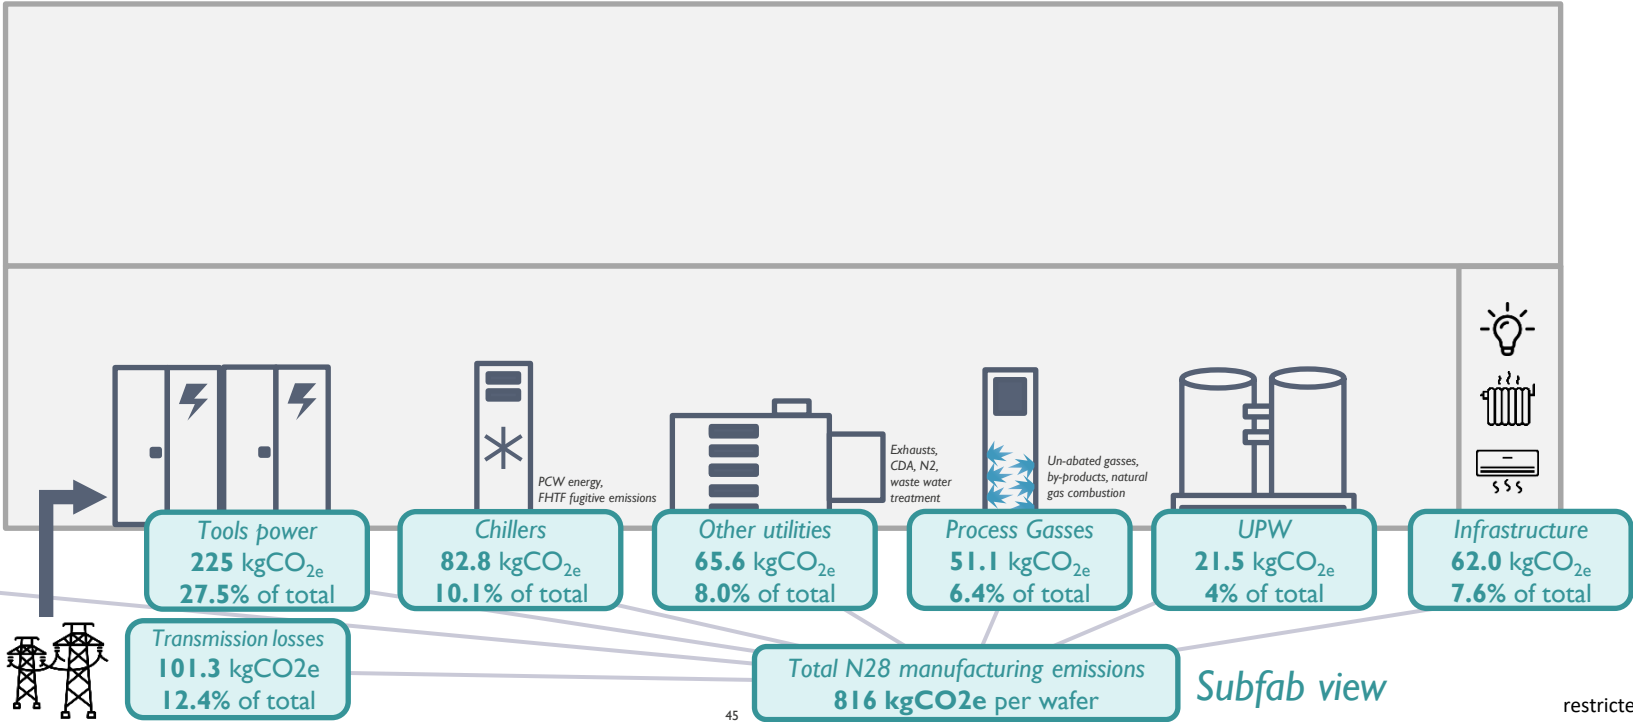 PCW energy,
FHTF fugitive emissions
Exhausts,
CDA, N2,
waste water
treatment
Un-abated gasses,
by-products, natural
gas combustion
Tools power
225 kgCO2e
27.5% of total
Chillers
82.8 kgCO2e
10.1% of total
Other utilities
65.6 kgCO2e
8.0% of total
Process Gasses
51.1 kgCO2e
6.4% of total
UPW
21.5 kgCO2e
4% of total
Infrastructure
62.0 kgCO2e
7.6% of total
Transmission losses
101.3 kgCO2e
12.4% of total
Total N28 manufacturing emissions
816 kgCO2e per wafer
Subfab view
45
restricte